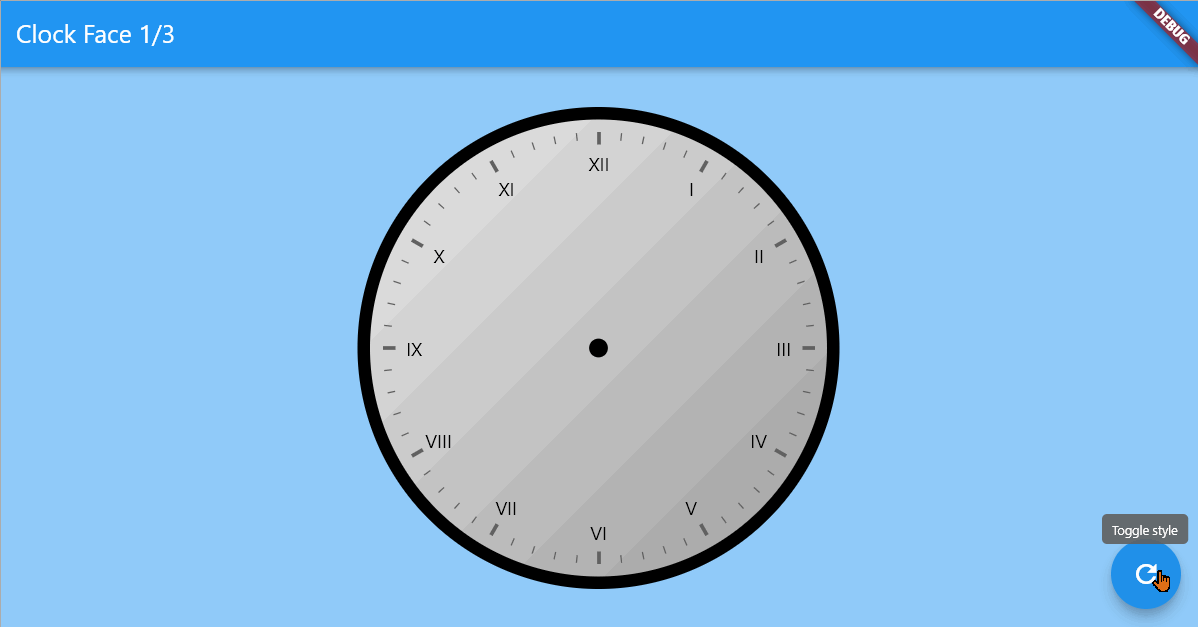 Clock Face 1/3
DEBUG
XII
XI
I
X
II
IX
III
VIII
IV
VII
V
VI
Toggle style